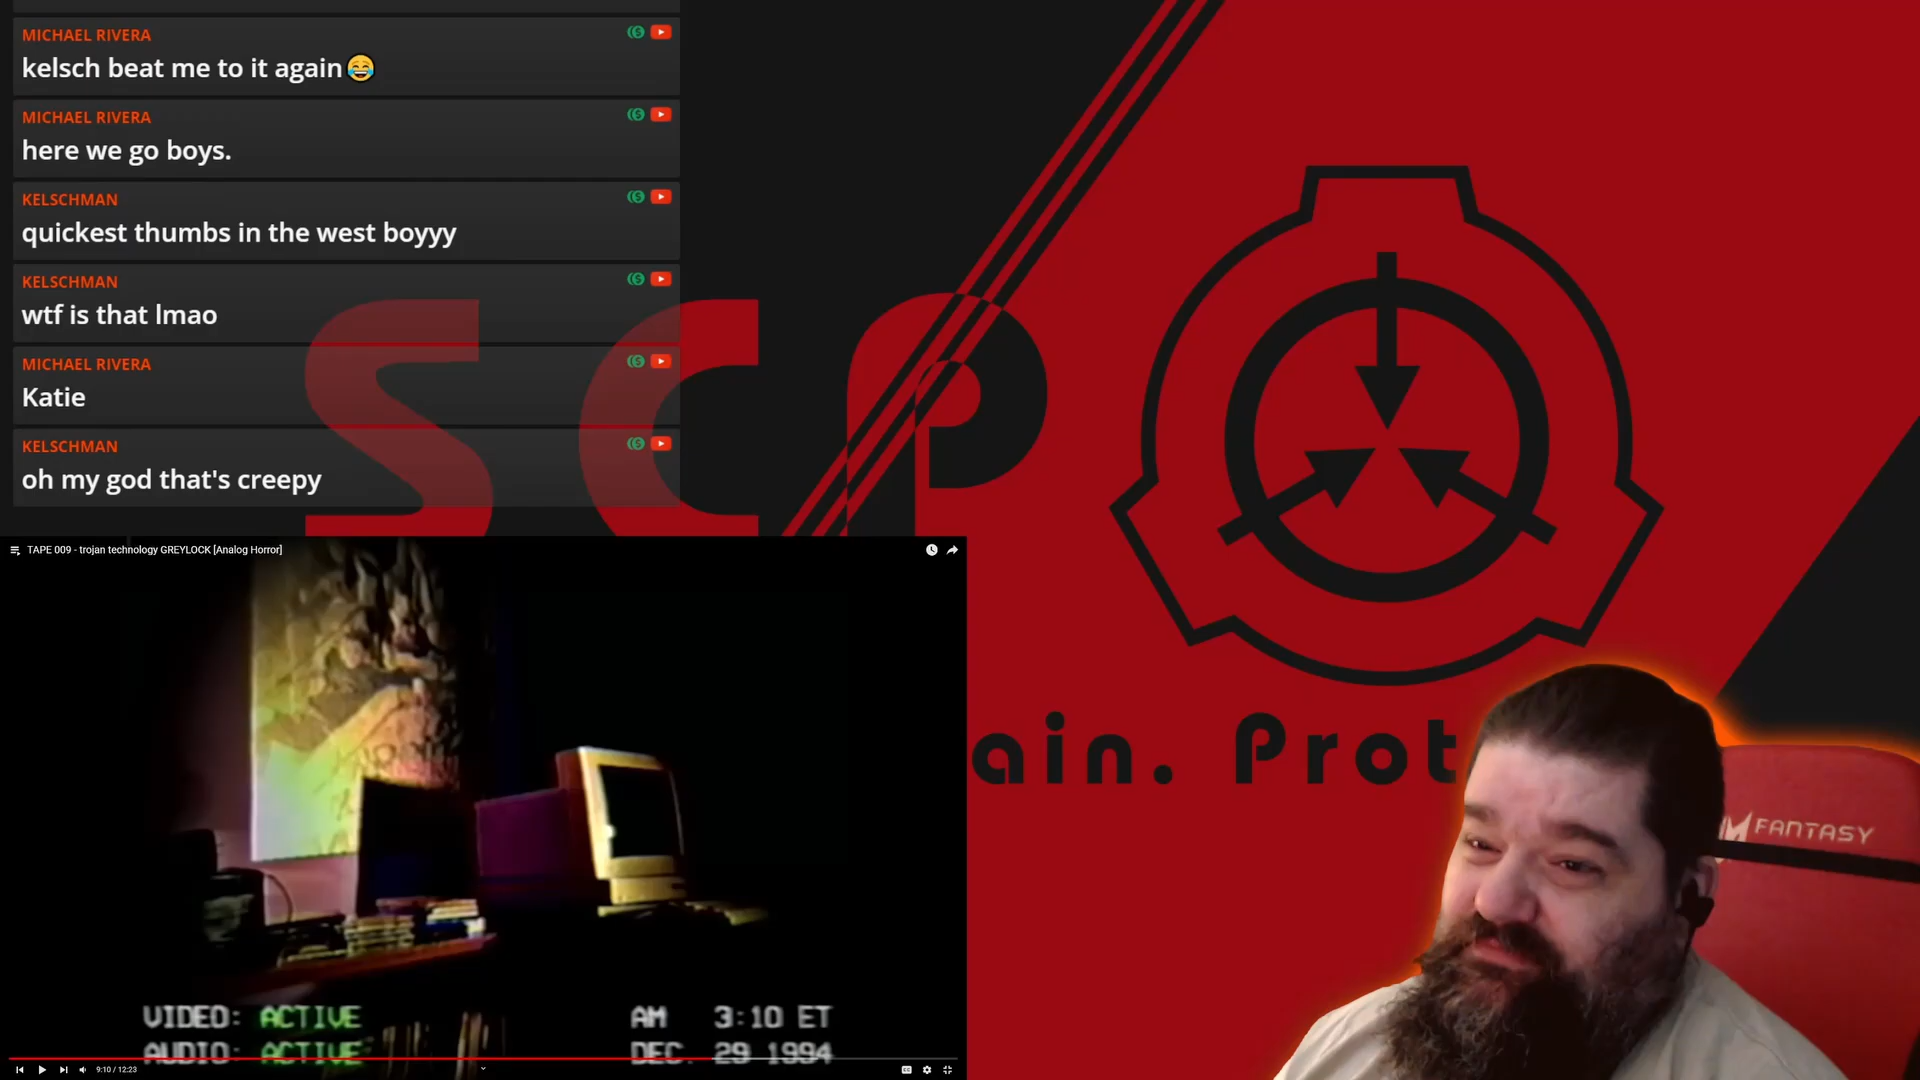 MICHAEL RIVERA
kelsch beat me to it again😂
MICHAEL RIVERA
here we go boys.
KELSCHMAN
quickest thumbs in the west boyyy
KELSCHMAN
wtf is that lmao
MICHAEL RIVERA
Katie
KELSCHMAN
oh my god that's creepy
SCP
TAPE 009 - trojan technology GREYLOCK [Analog Horror]
ain. Prot
FANTASY
VIDEO: ACTIVE AM 3:10 ET
AUDIO: ACTIVE DEC. 29 1994
9:10 / 12:23